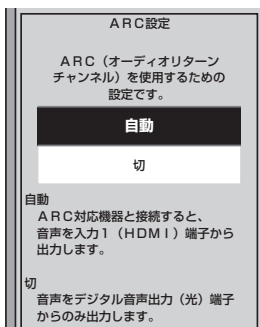 ARC設定
ARC(オーディオリターン
チャンネル)を使用するための
設定です。
自動
切
自動
ARC対応機器と接続すると、
音声を入力1(HDMI)端子から
出力します。
切
音声をデジタル音声出力(光)端子
からのみ出力します。